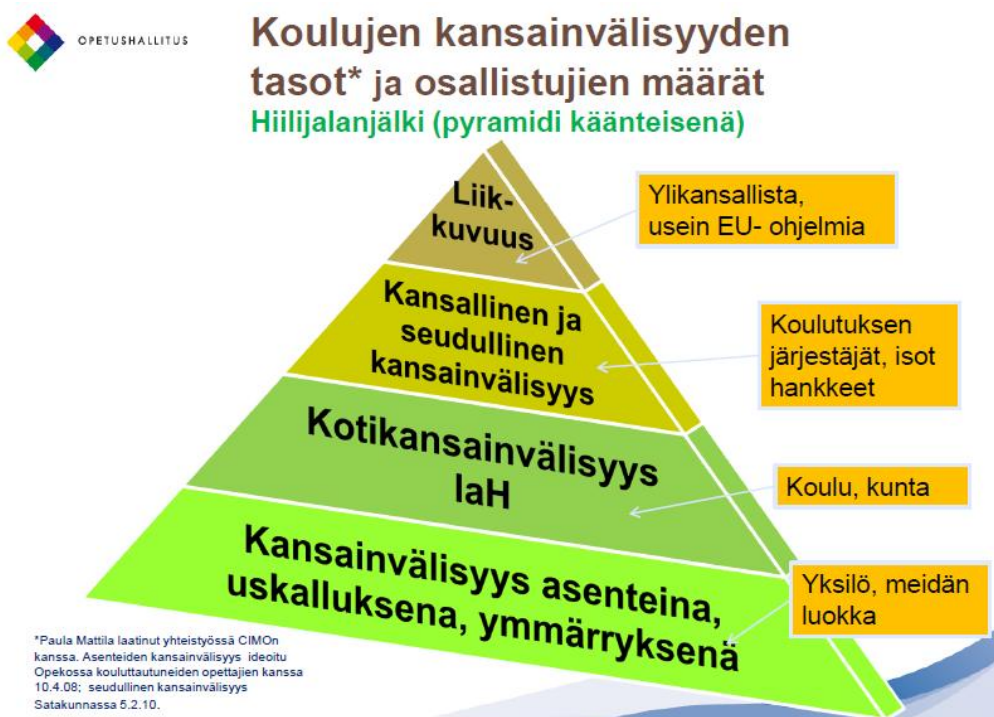 OPETUSHALLITUS
Koulujen kansainvälisyyden
tasot* ja osallistujien määrät
Hiilijalanjälki (pyramidi käänteisenä)
Liik-
kuvuus
Ylikansallista,
usein EU- ohjelmia
Kansallinen ja
seudullinen
kansainvälisyys
Koulutuksen
järjestäjät, isot
hankkeet
Kotikansainvälisyys
IaH
Koulu, kunta
Kansainvälisyys asenteina,
uskalluksena, ymmärryksenä
Yksilö, meidän
luokka
*Paula Mattila laatinut yhteistyössä CIMOn
kanssa. Asenteiden kansainvälisyys ideoitu
Opekossa kouluttautuneiden opettajien kanssa
10.4.08; seudullinen kansainvälisyys
Satakunnassa 5.2.10.